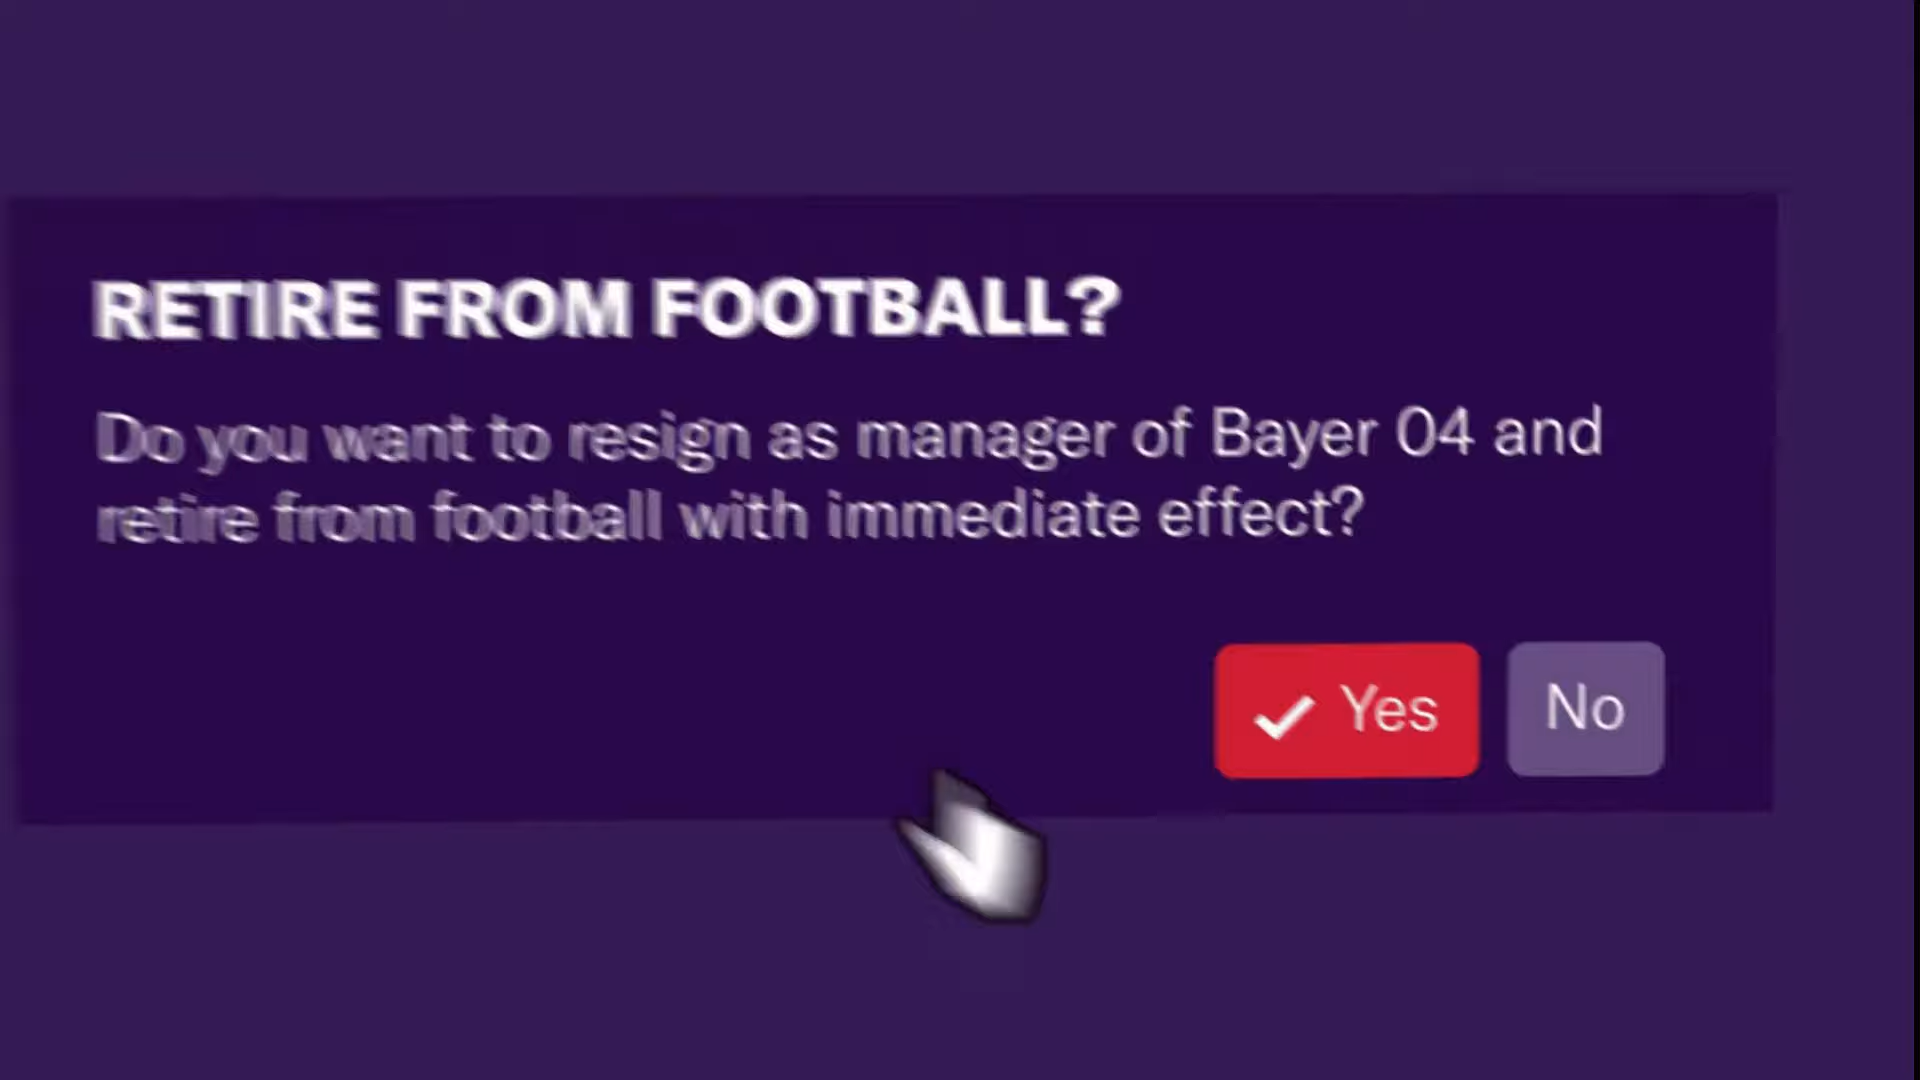 RETIRE FROM FOOTBALL?
Do you want to resign as manager of Bayer 04 and
retire from football with immediate effect?
Yes
No